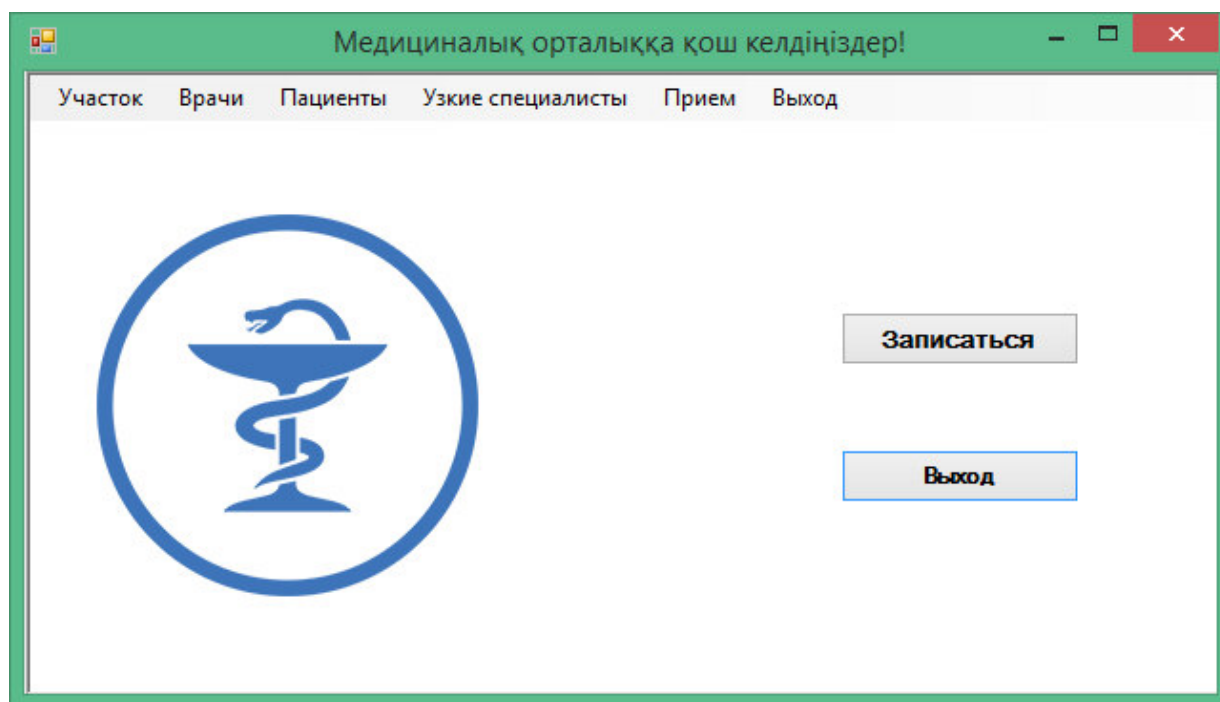 Медициналық орталыққа қош келдіңіздер!
Участок Врачи Пациенты Узкие специалисты Прием Выход
Записаться
Выход